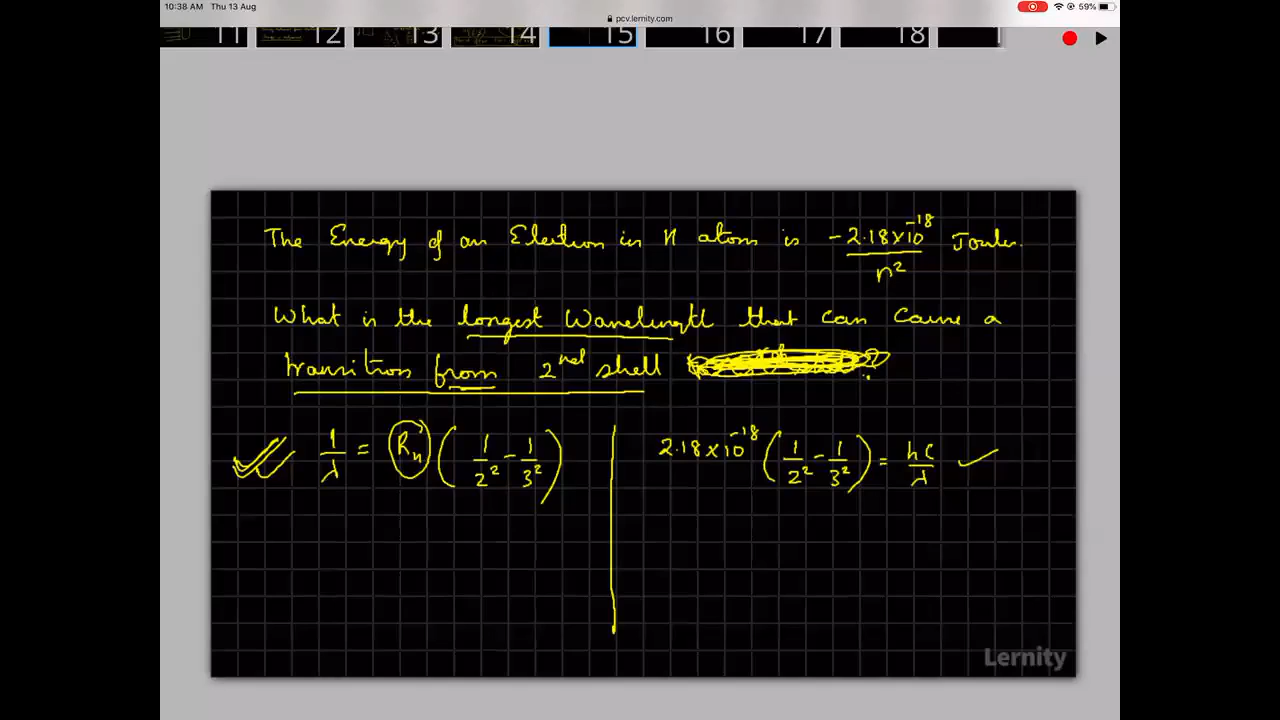 10:38 AM Thu 13 Aug
59%
pcv.lernity.com
11 12 13 14 15 16 17 18 1
The Energy of an Electron in H atoms is -2.18×10^-18 / n^2 Joules.
What is the longest Wavelength that can cause a
transition from 2nd shell
1/λ = R_H (1/2^2 - 1/3^2)
2.18×10^-18 (1/2^2 - 1/3^2) = hc/λ
Lernity